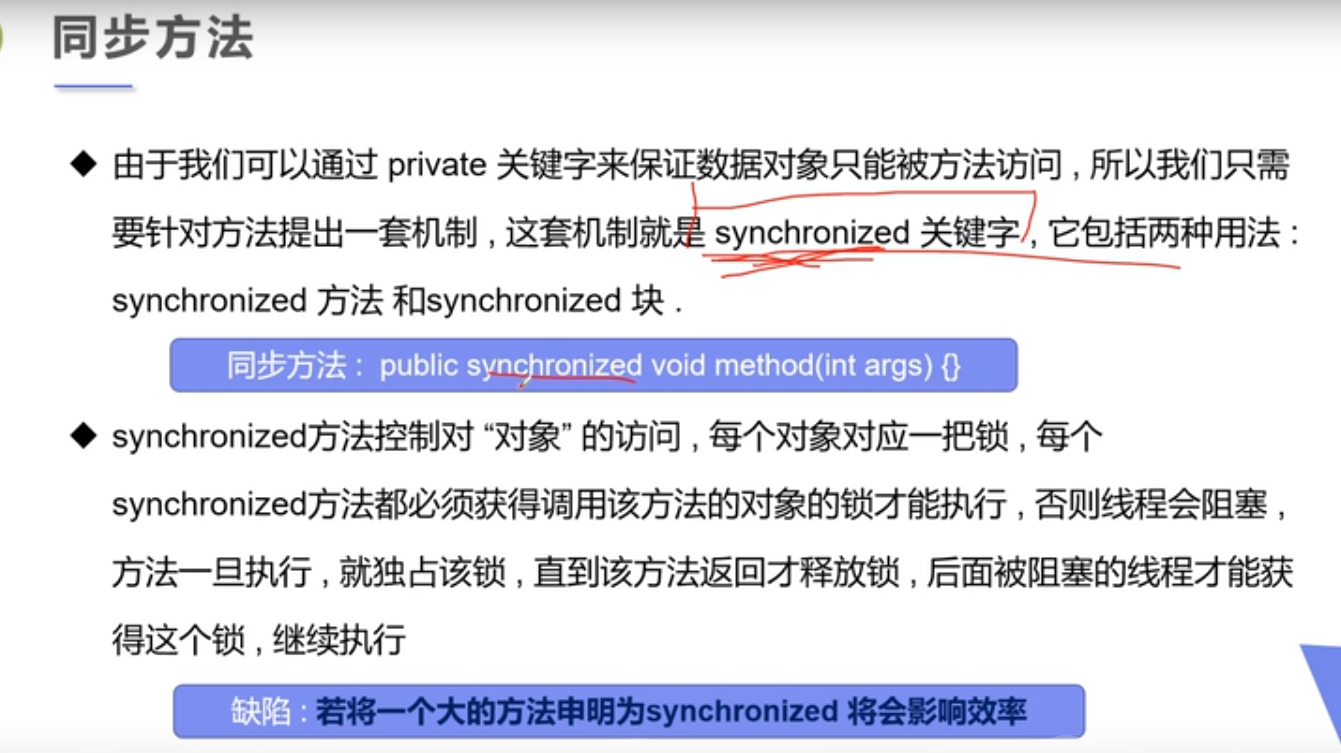 同步方法
◆ 由于我们可以通过 private 关键字来保证数据对象只能被方法访问 , 所以我们只需
要针对方法提出一套机制 , 这套机制就是 synchronized 关键字 , 它包括两种用法 :
synchronized 方法 和synchronized 块 .
同步方法 : public synchronized void method(int args) {}
◆ synchronized方法控制对 “对象” 的访问 , 每个对象对应一把锁 , 每个
synchronized方法都必须获得调用该方法的对象的锁才能执行 , 否则线程会阻塞 ,
方法一旦执行 , 就独占该锁 , 直到该方法返回才释放锁 , 后面被阻塞的线程才能获
得这个锁 , 继续执行
缺陷 : 若将一个大的方法申明为synchronized 将会影响效率